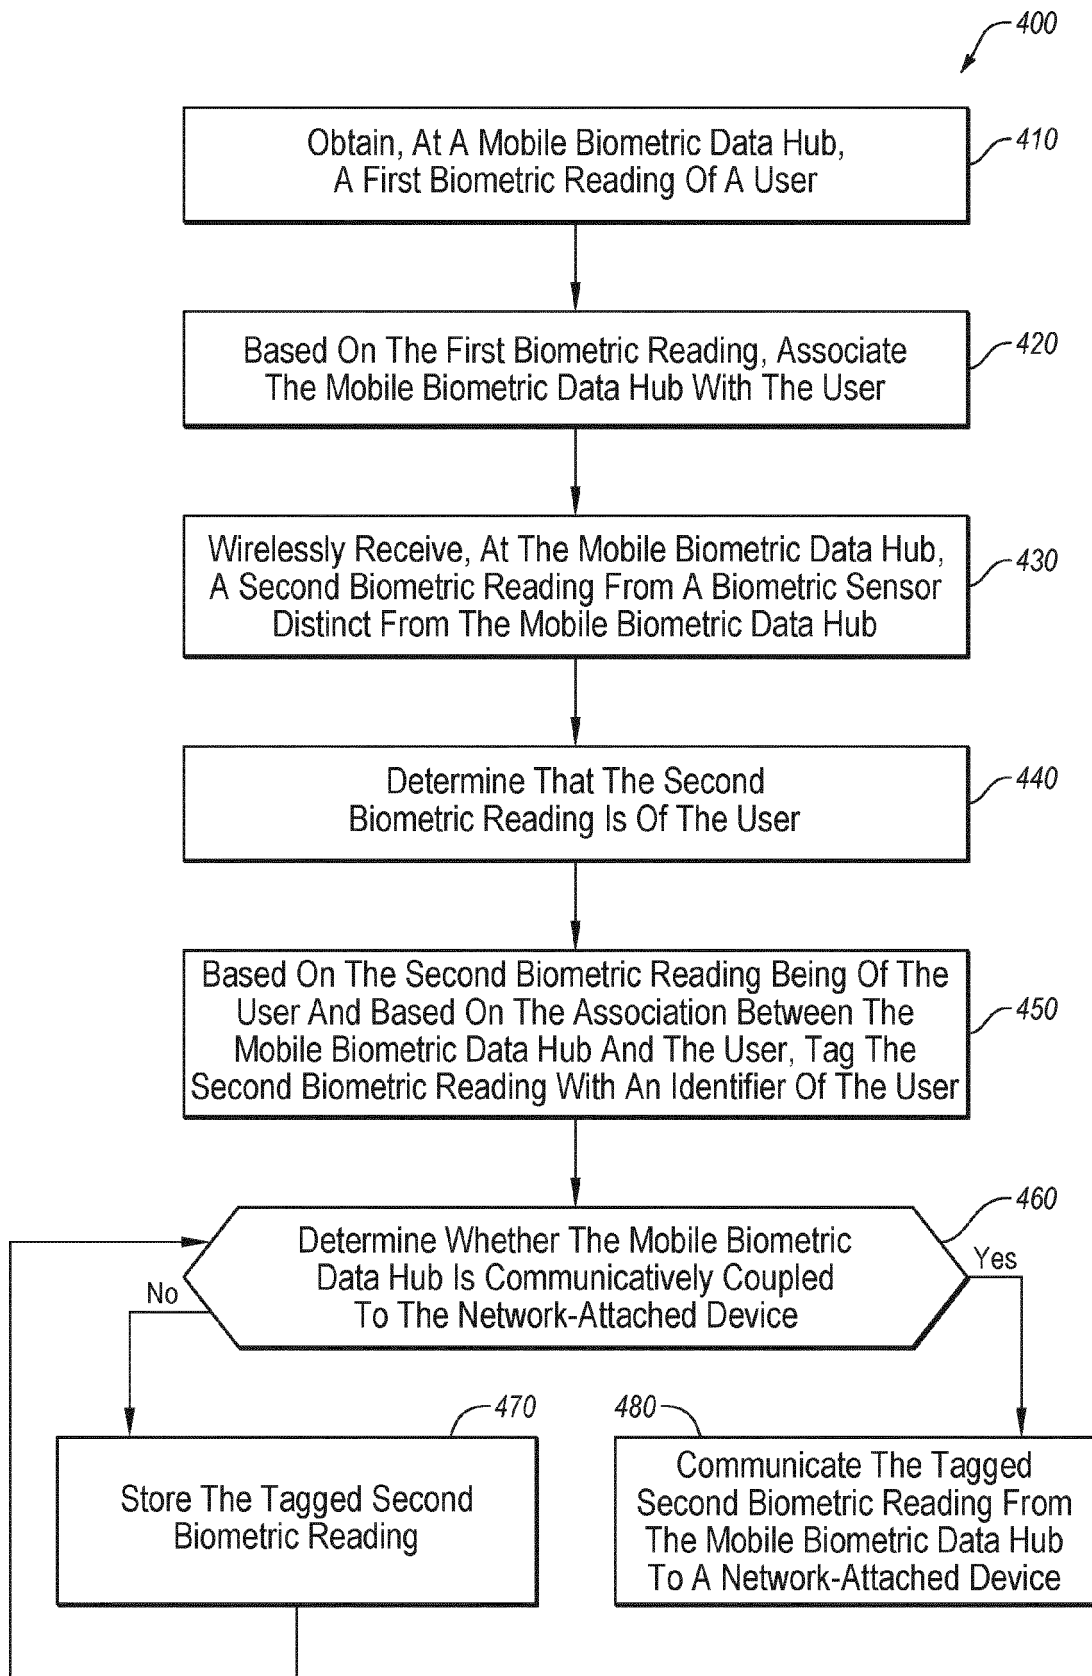 400
Obtain, At A Mobile Biometric Data Hub,
A First Biometric Reading Of A User
410
Based On The First Biometric Reading, Associate
The Mobile Biometric Data Hub With The User
420
Wirelessly Receive, At The Mobile Biometric Data Hub,
A Second Biometric Reading From A Biometric Sensor
Distinct From The Mobile Biometric Data Hub
430
Determine That The Second
Biometric Reading Is Of The User
440
Based On The Second Biometric Reading Being Of The
User And Based On The Association Between The
Mobile Biometric Data Hub And The User, Tag The
Second Biometric Reading With An Identifier Of The User
450
Determine Whether The Mobile Biometric
Data Hub Is Communicatively Coupled
To The Network-Attached Device
460
Yes
No
470
Store The Tagged Second
Biometric Reading
480
Communicate The Tagged
Second Biometric Reading From
The Mobile Biometric Data Hub
To A Network-Attached Device